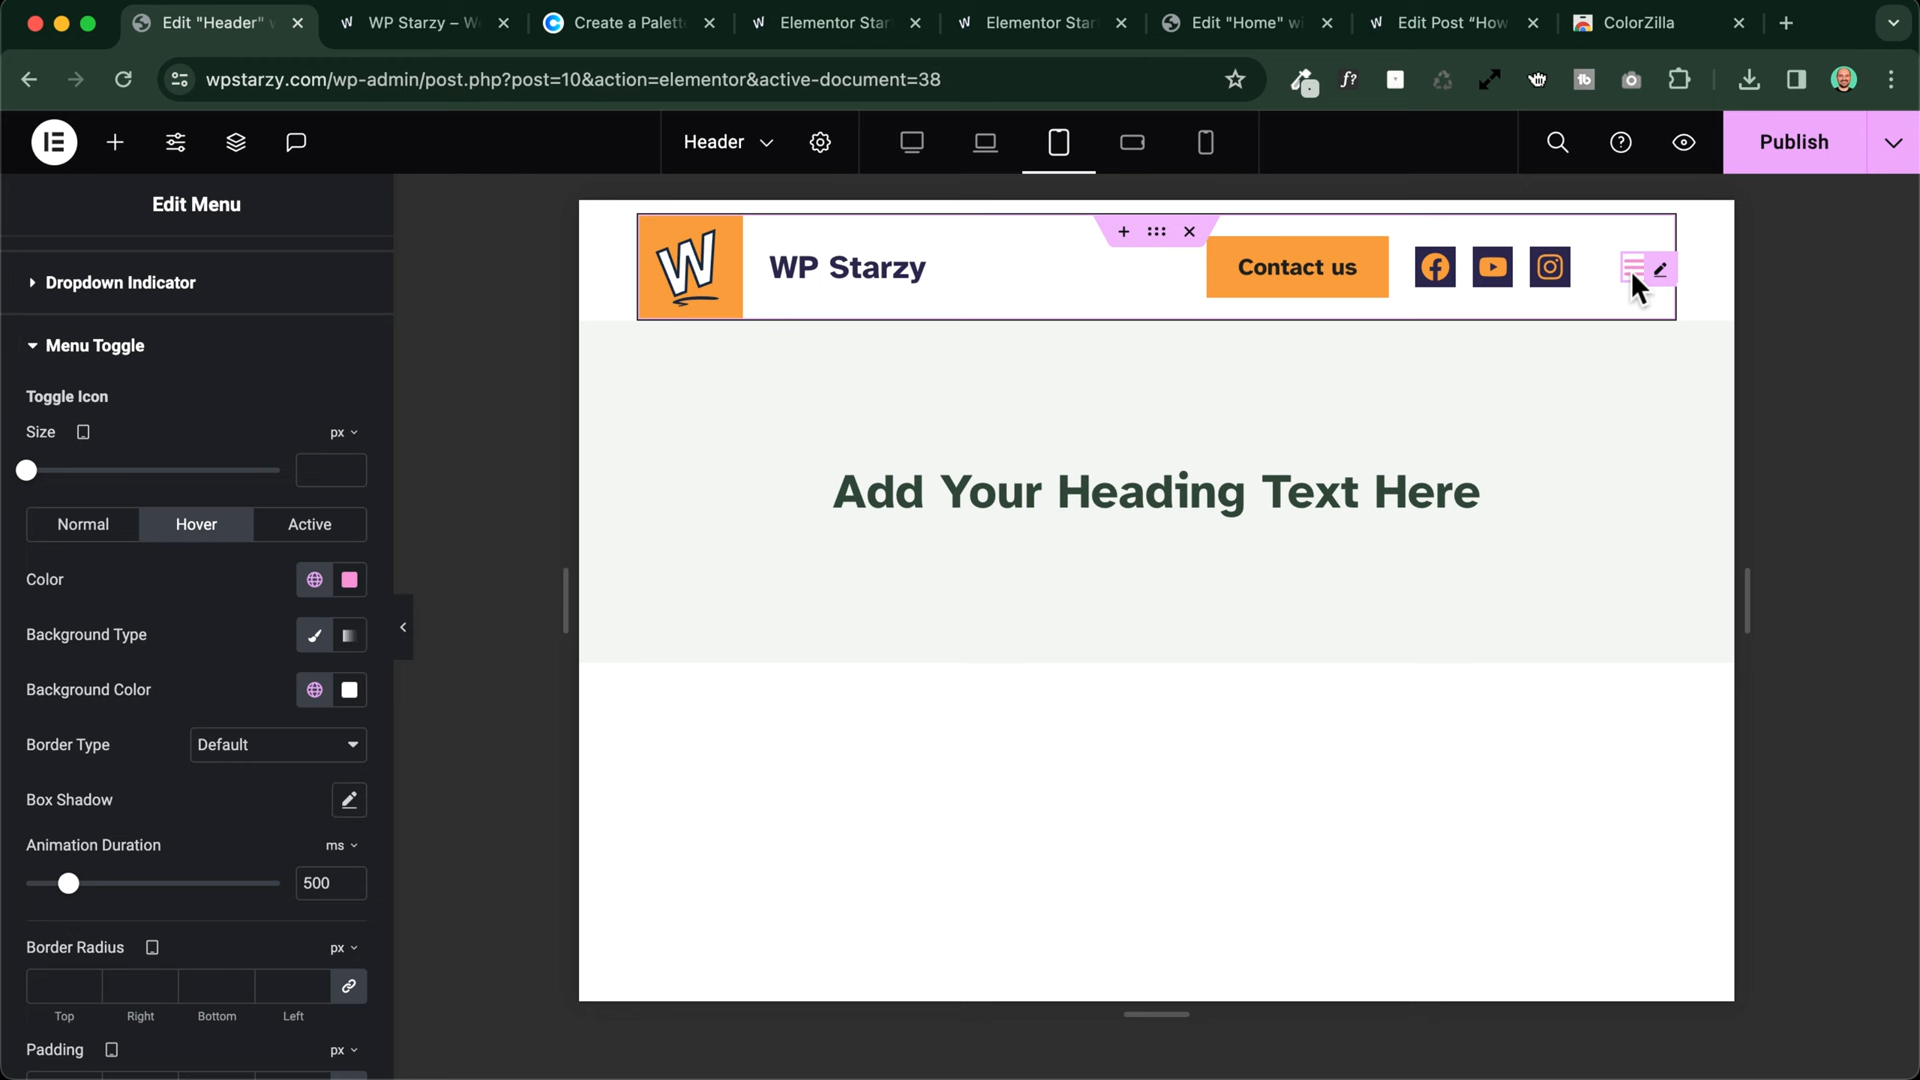 Edit "Header" w
WP Starzy – W
Create a Palett
Elementor Star
Elementor Star
Edit "Home" wi
Edit Post “How
ColorZilla
wpstarzy.com/wp-admin/post.php?post=10&action=elementor&active-document=38
f?
tb
Header
Publish
Edit Menu
Dropdown Indicator
Menu Toggle
Toggle Icon
Size
px
Normal
Hover
Active
Color
Background Type
Background Color
Border Type
Default
Box Shadow
Animation Duration
ms
500
Border Radius
px
Top
Right
Bottom
Left
Padding
px
W
WP Starzy
Contact us
Add Your Heading Text Here